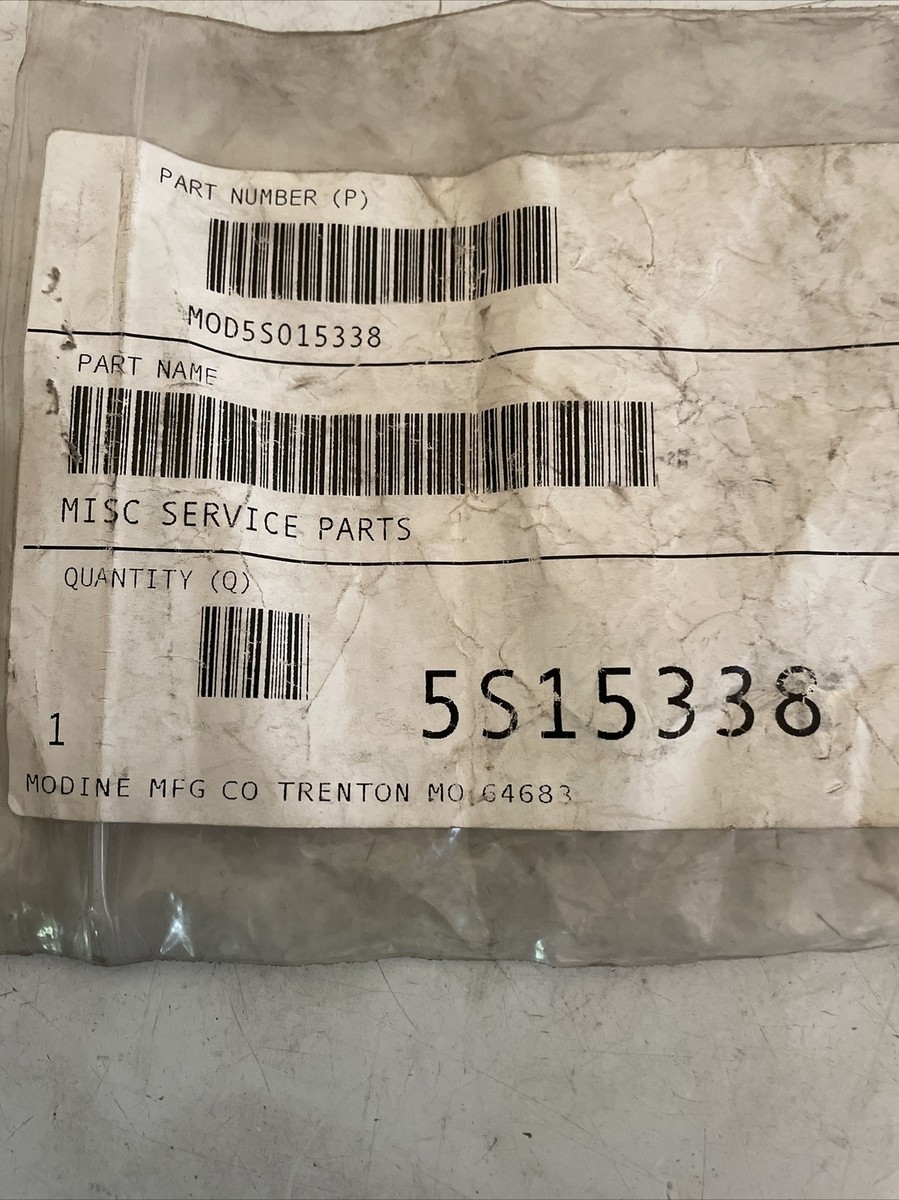 PART NUMBER (P)
MOD5S015338
PART NAME
MISC SERVICE PARTS
QUANTITY (Q)
5S15338
1
MODINE MFG CO TRENTON MO 64683